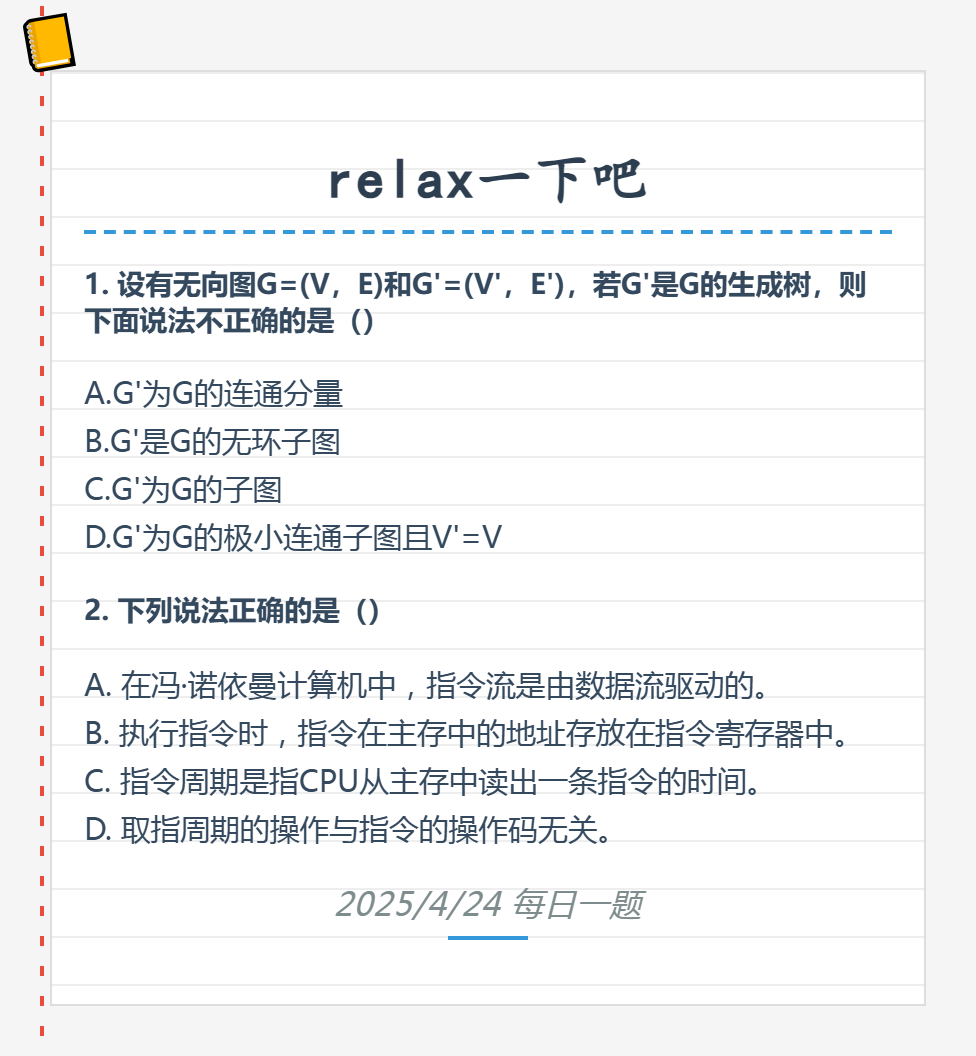 relax一下吧
1. 设有无向图G=(V，E)和G'=(V'，E')，若G'是G的生成树，则
下面说法不正确的是（）
A.G'为G的连通分量
B.G'是G的无环子图
C.G'为G的子图
D.G'为G的极小连通子图且V'=V
2. 下列说法正确的是（）
A. 在冯·诺依曼计算机中，指令流是由数据流驱动的。
B. 执行指令时，指令在主存中的地址存放在指令寄存器中。
C. 指令周期是指CPU从主存中读出一条指令的时间。
D. 取指周期的操作与指令的操作码无关。
2025/4/24 每日一题